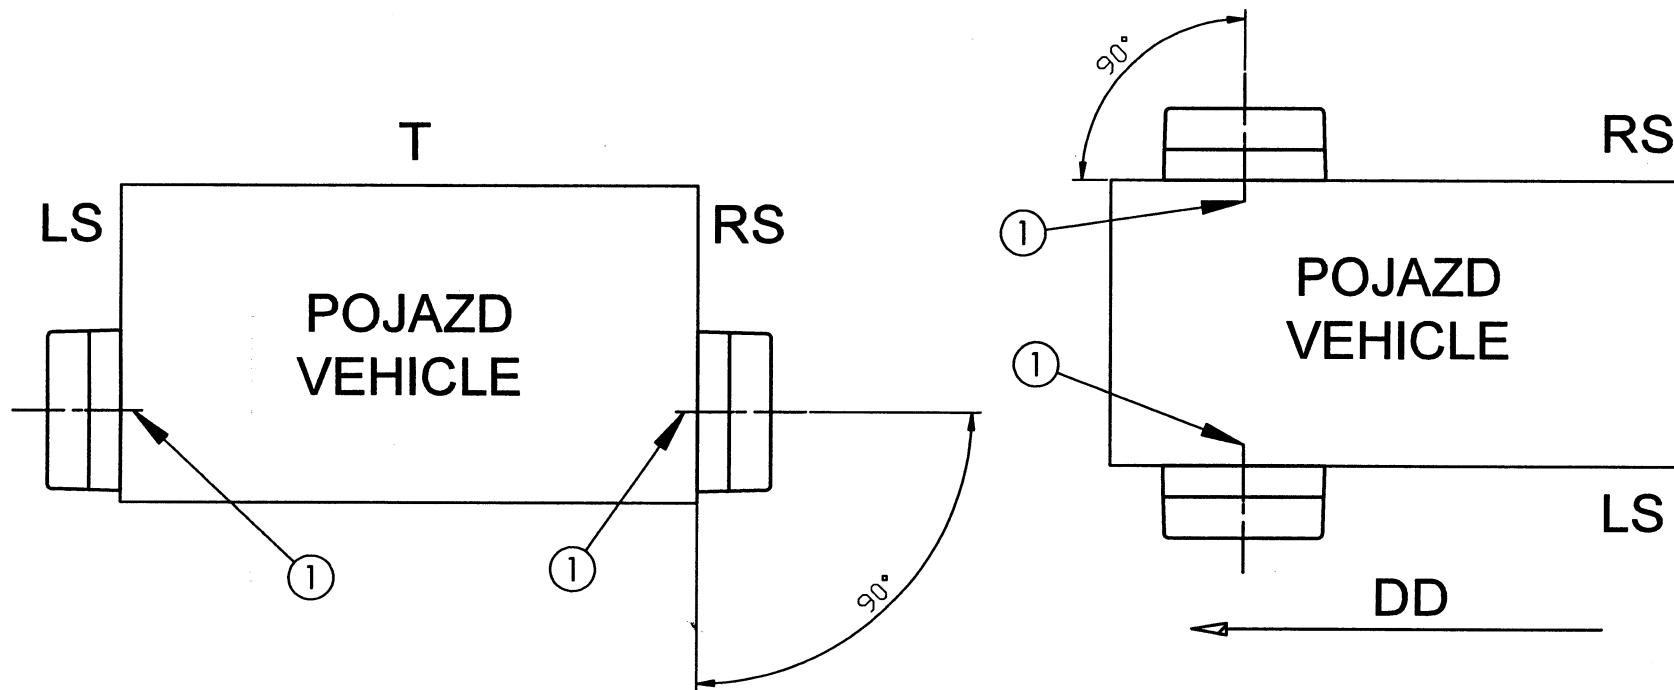 T
LS
RS
POJAZD
VEHICLE
1
1
90°
90°
RS
1
POJAZD
VEHICLE
1
LS
DD